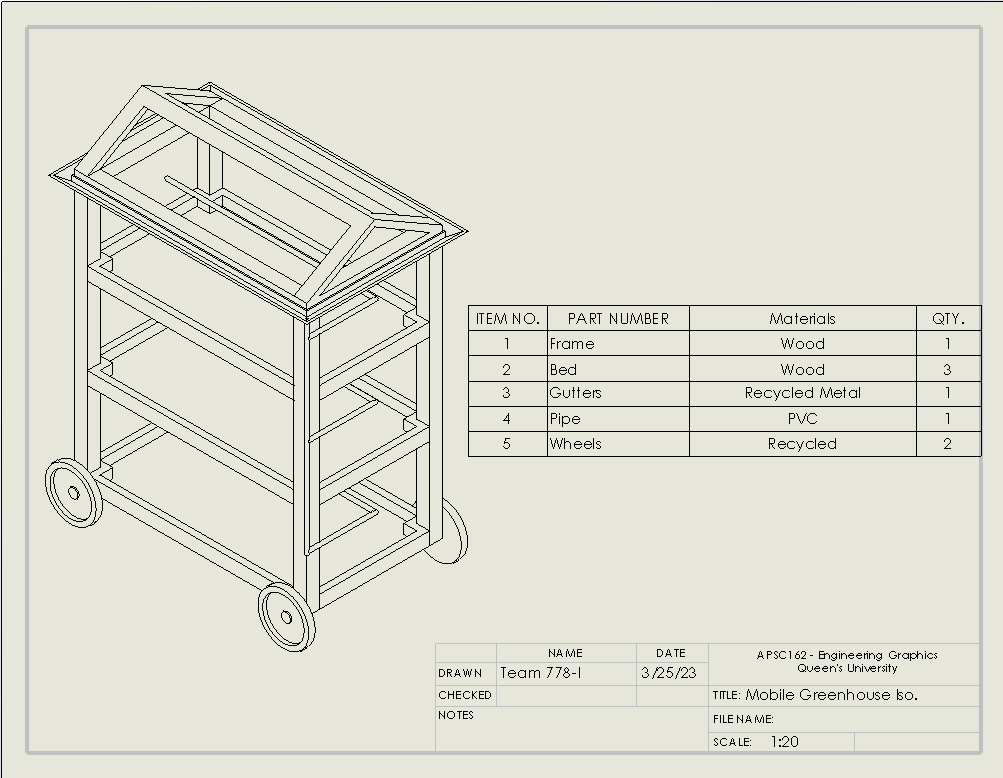 ITEM NO. PART NUMBER Materials QTY.
1 Frame Wood 1
2 Bed Wood 3
3 Gutters Recycled Metal 1
4 Pipe PVC 1
5 Wheels Recycled 2
NAME DATE
DRAWN Team 778-I 3/25/23
CHECKED
NOTES
APSC162 - Engineering Graphics
Queen's University
TITLE: Mobile Greenhouse Iso.
FILE NAME:
SCALE: 1:20